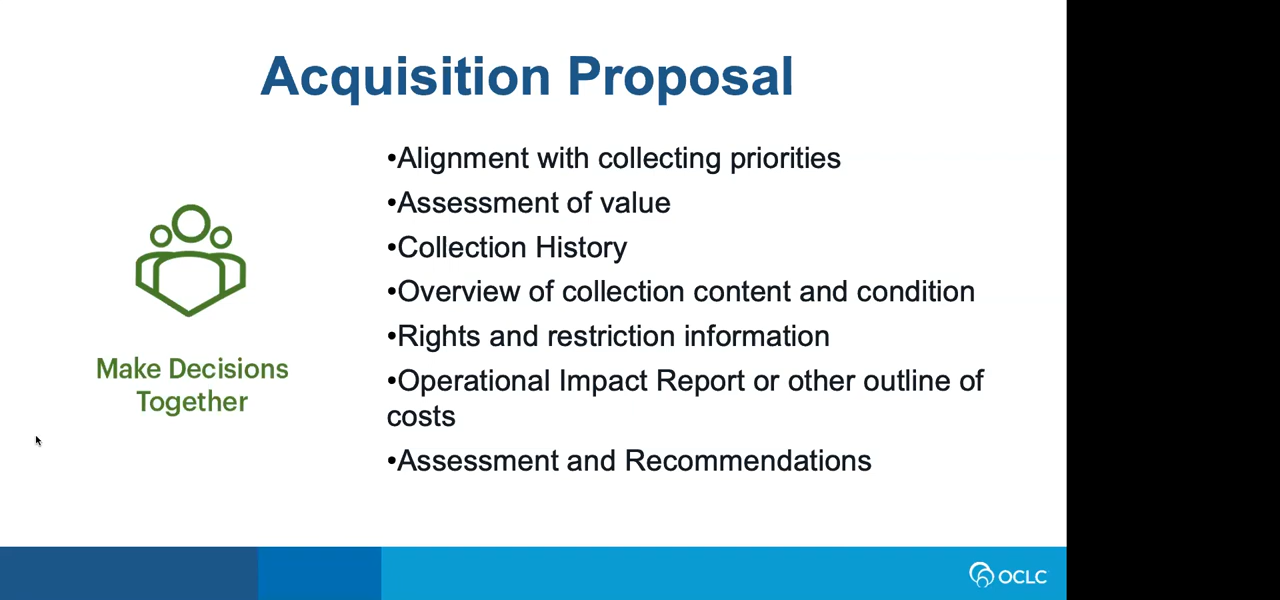 Acquisition Proposal
•Alignment with collecting priorities
•Assessment of value
•Collection History
•Overview of collection content and condition
•Rights and restriction information
•Operational Impact Report or other outline of
costs
•Assessment and Recommendations
Make Decisions
Together
OCLC